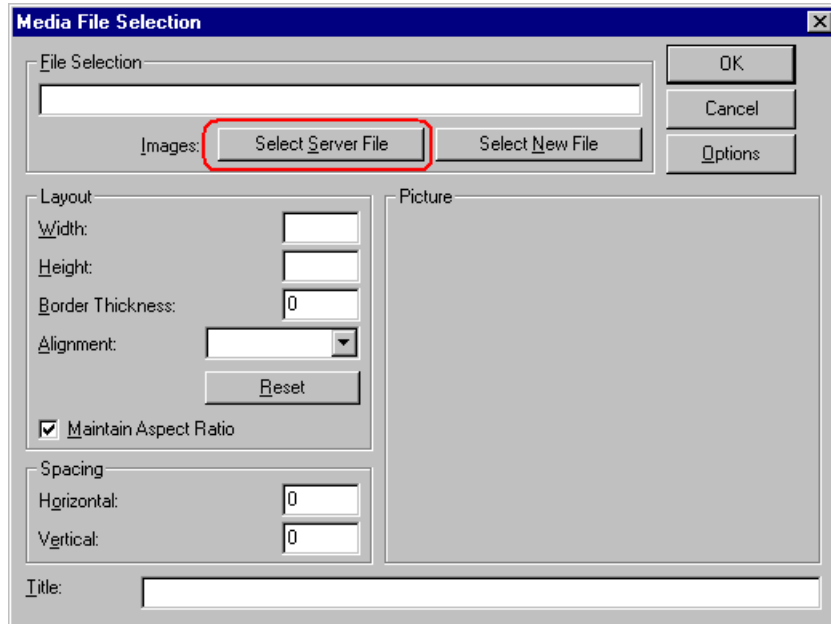 Media File Selection
File Selection
OK
Cancel
Images:
Select Server File
Select New File
Options
Layout
Width:
Height:
Border Thickness:
0
Alignment:
Reset
Maintain Aspect Ratio
Picture
Spacing
Horizontal:
0
Vertical:
0
Title: